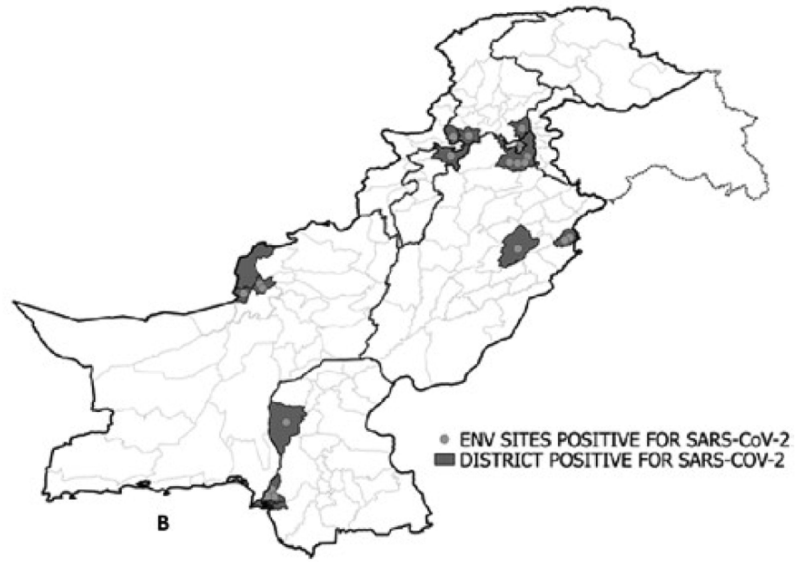 ENV SITES POSITIVE FOR SARS-CoV-2
DISTRICT POSITIVE FOR SARS-COV-2
B